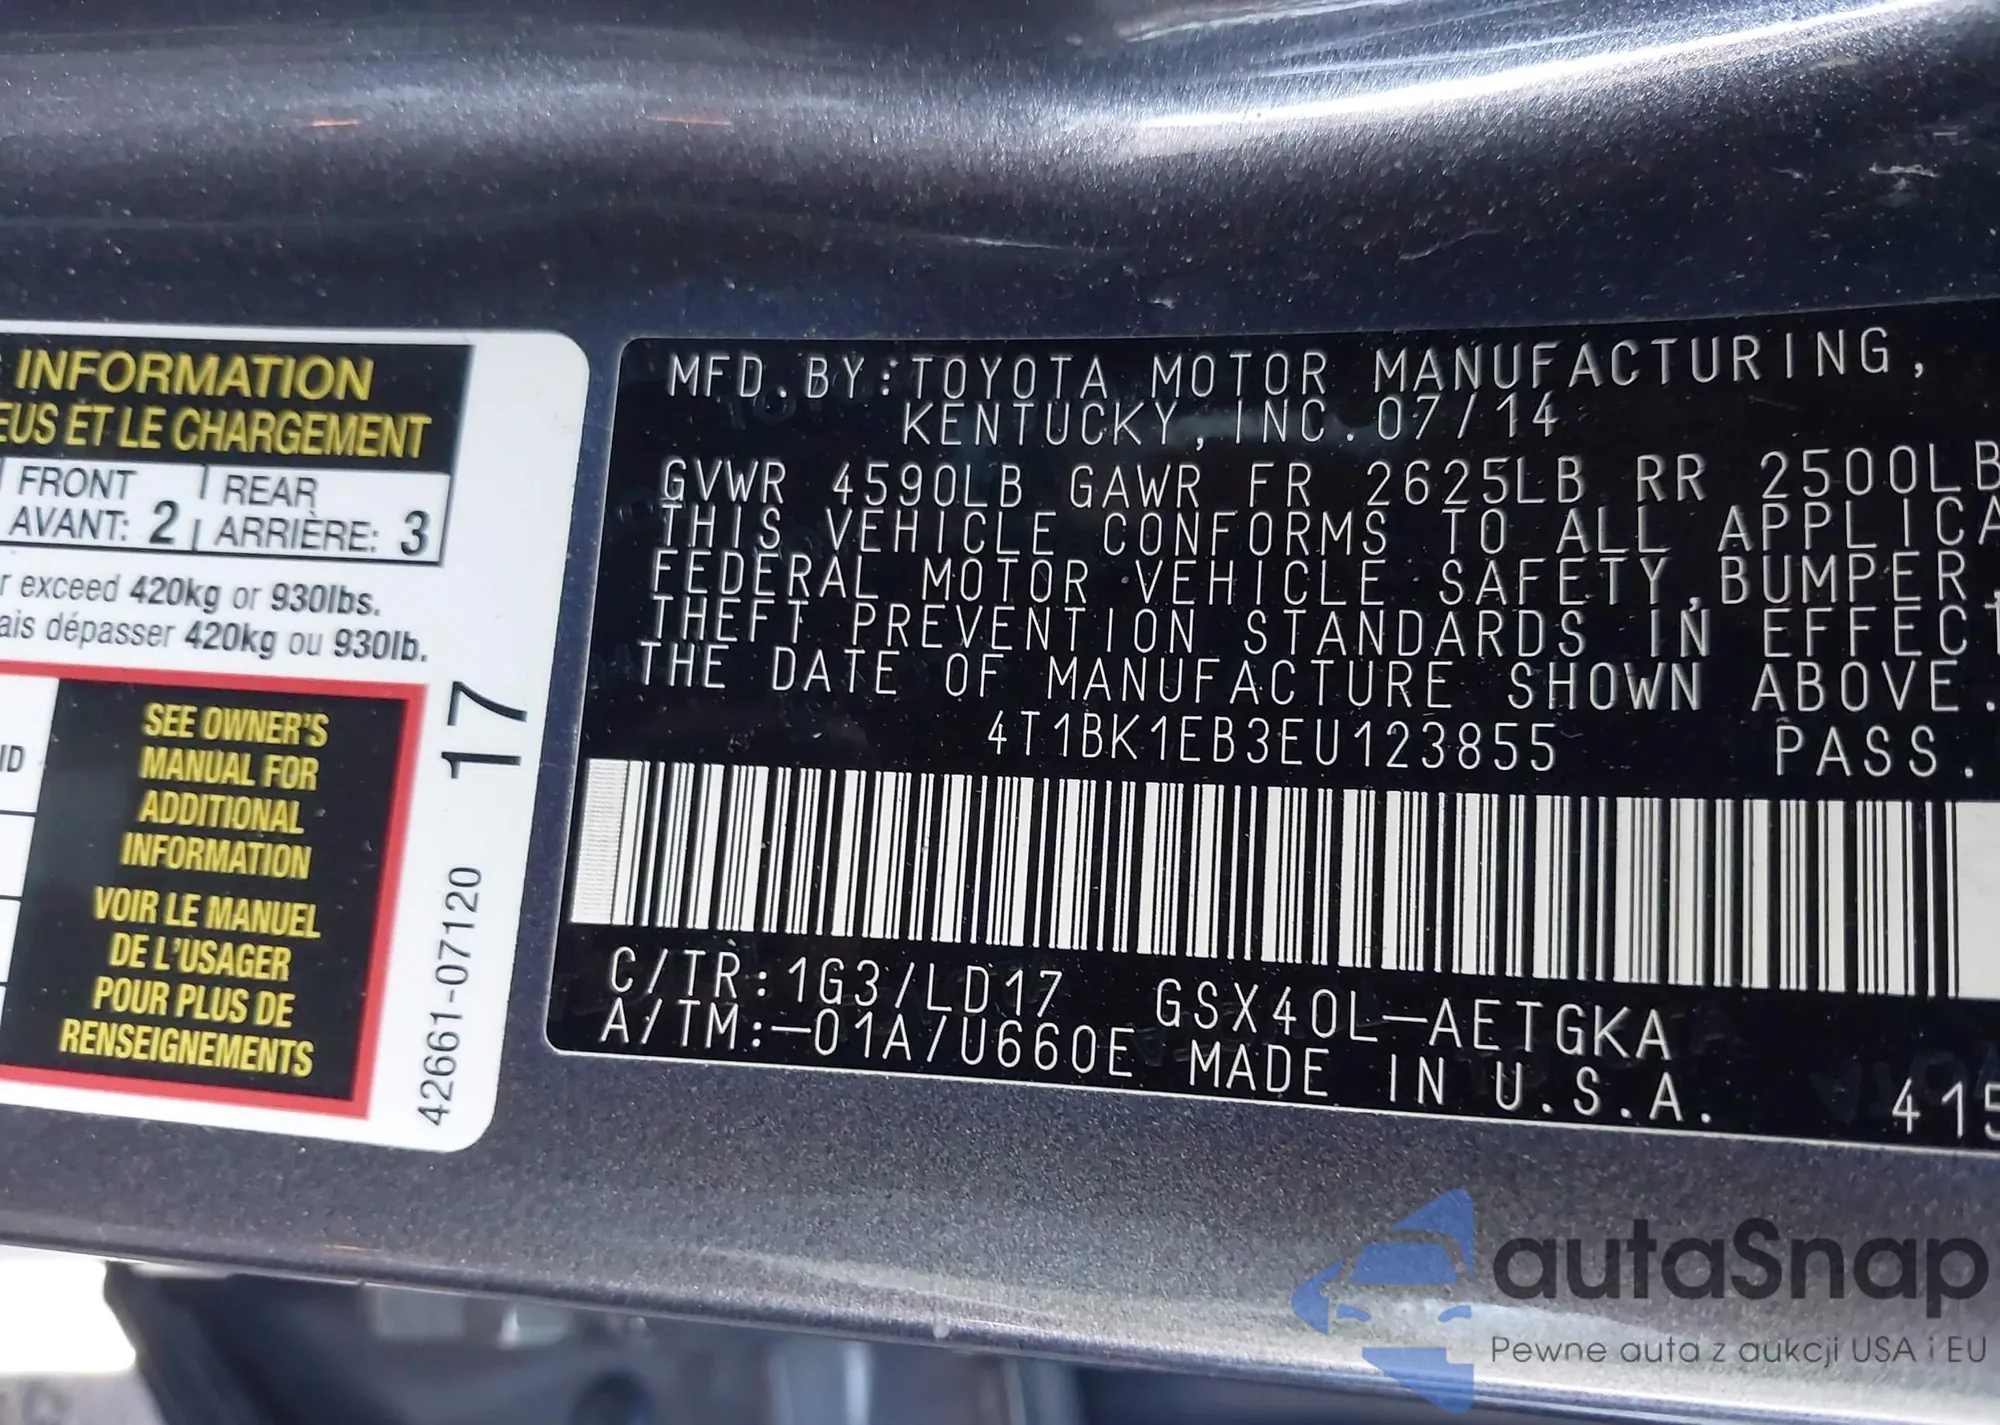 INFORMATION
EUS ET LE CHARGEMENT
FRONT
AVANT: 2
REAR
ARRIÈRE: 3
r exceed 420kg or 930lbs.
ais dépasser 420kg ou 930lb.
ID
SEE OWNER'S
MANUAL FOR
ADDITIONAL
INFORMATION
VOIR LE MANUEL
DE L'USAGER
POUR PLUS DE
RENSEIGNEMENTS
42661-07120 17
MFD.BY:TOYOTA MOTOR MANUFACTURING,
KENTUCKY,INC.07/14
GVWR 4590LB GAWR FR 2625LB RR 2500LB
THIS VEHICLE CONFORMS TO ALL APPLICA
FEDERAL MOTOR VEHICLE SAFETY,BUMPER,
THEFT PREVENTION STANDARDS IN EFFECT
THE DATE OF MANUFACTURE SHOWN ABOVE.
4T1BK1EB3EU123855 PASS.
C/TR:1G3/LD17 GSX40L-AETGKA
A/TM:-01A/U660E MADE IN U.S.A. 415
autaSnap
Pewne auta z aukcji USA i EU